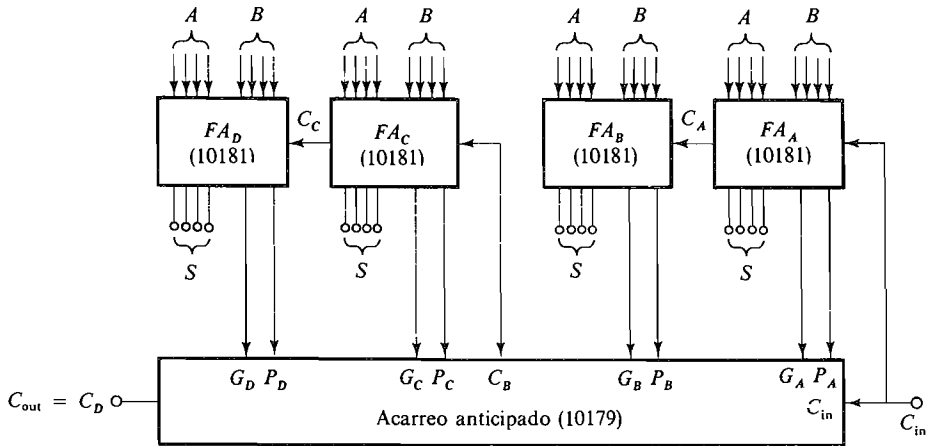 A B A B A B A B
FA_D (10181)
C_C
FA_C (10181)
FA_B (10181)
C_A
FA_A (10181)
S S S S
G_D P_D G_C P_C C_B G_B P_B G_A P_A
C_out = C_D
Acarreo anticipado (10179)
C_in
C_in